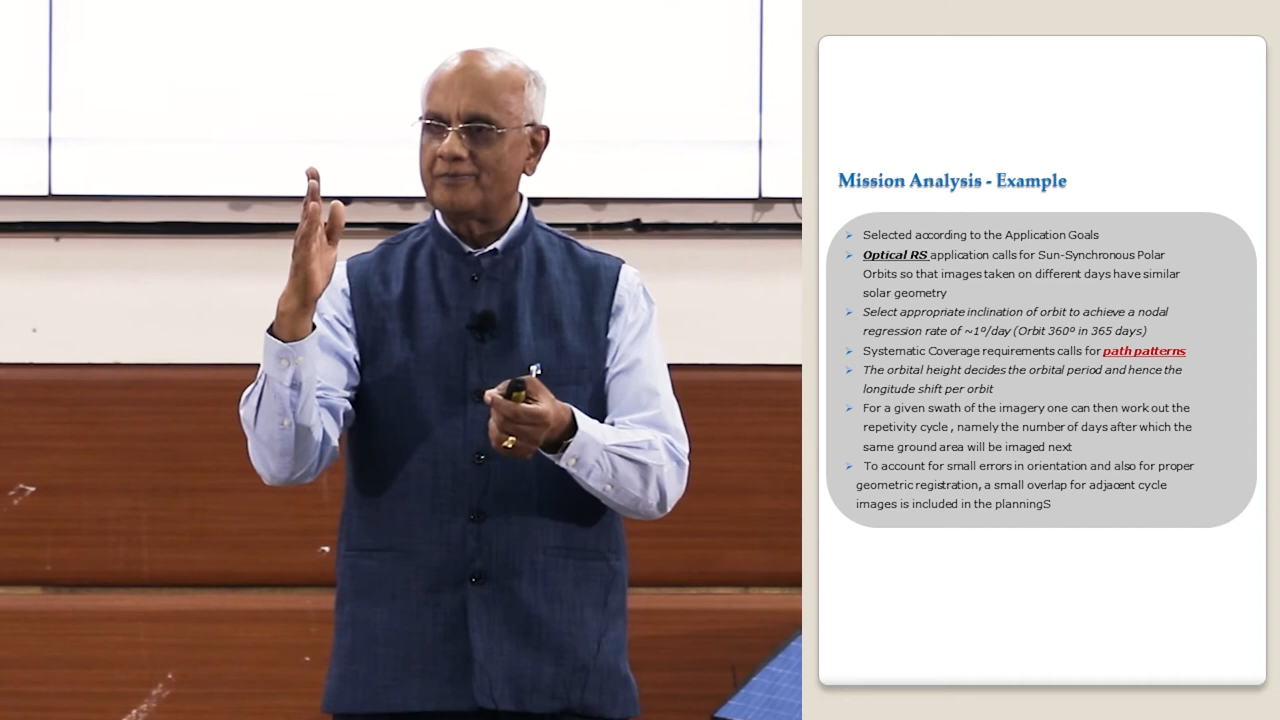 Mission Analysis - Example
➢ Selected according to the Application Goals
➢ Optical RS application calls for Sun-Synchronous Polar
Orbits so that images taken on different days have similar
solar geometry
➢ Select appropriate inclination of orbit to achieve a nodal
regression rate of ~1º/day (Orbit 360º in 365 days)
➢ Systematic Coverage requirements calls for path patterns
➢ The orbital height decides the orbital period and hence the
longitude shift per orbit
➢ For a given swath of the imagery one can then work out the
repetivity cycle , namely the number of days after which the
same ground area will be imaged next
➢ To account for small errors in orientation and also for proper
geometric registration, a small overlap for adjacent cycle
images is included in the planningS